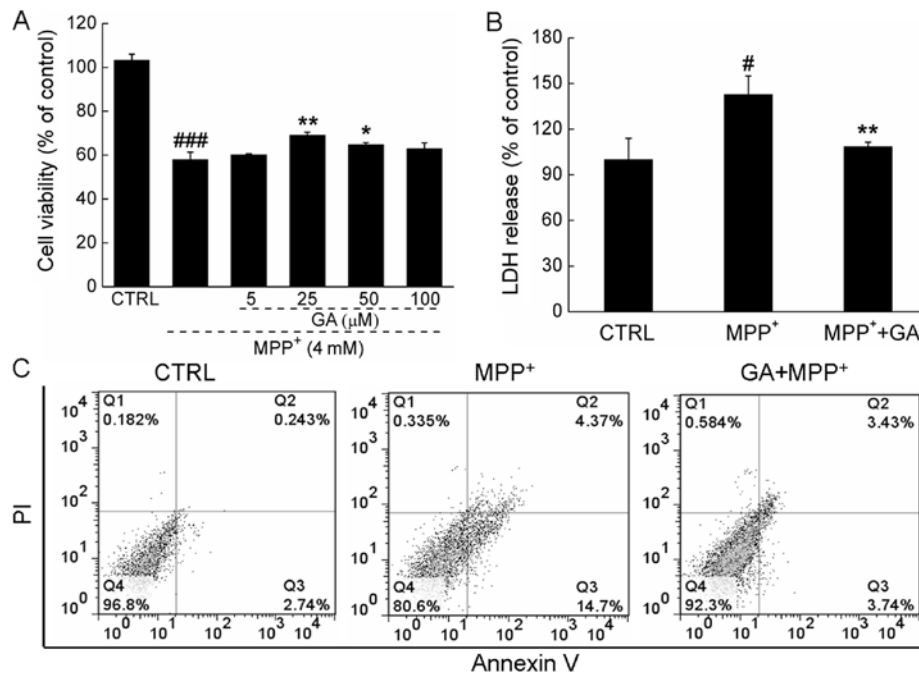 A
Cell viability (% of control)
120
100
80
60
40
20
0
###
**
*
CTRL
5
25
50
100
GA (μM)
MPP⁺ (4 mM)
B
LDH release (% of control)
180
150
120
90
60
30
0
#
**
CTRL
MPP⁺
MPP⁺+GA
C
CTRL
MPP⁺
GA+MPP⁺
PI
10⁴
10³
10²
10¹
10⁰
Q1
0.182%
Q2
0.243%
Q4
96.8%
Q3
2.74%
10⁰ 10¹ 10² 10³ 10⁴
10⁴
10³
10²
10¹
10⁰
Q1
0.335%
Q2
4.37%
Q4
80.6%
Q3
14.7%
10⁰ 10¹ 10² 10³ 10⁴
10⁴
10³
10²
10¹
10⁰
Q1
0.584%
Q2
3.43%
Q4
92.3%
Q3
3.74%
10⁰ 10¹ 10² 10³ 10⁴
Annexin V